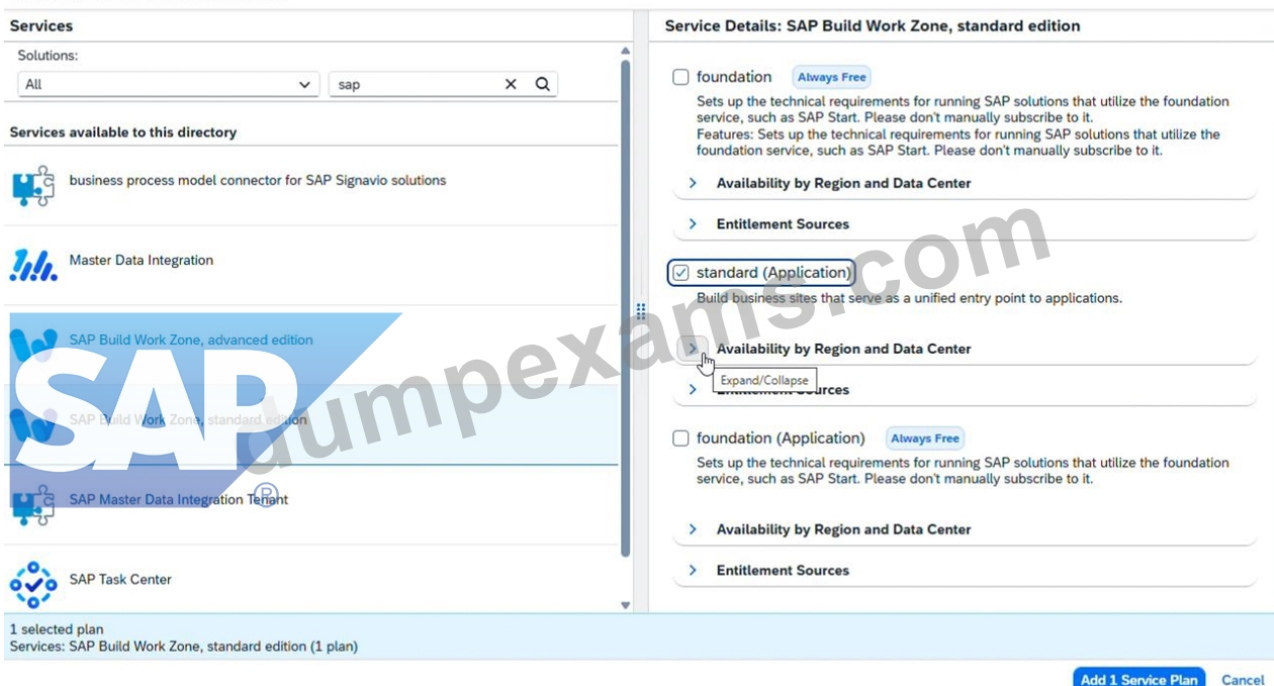 Services
Solutions:
All
sap
Services available to this directory
business process model connector for SAP Signavio solutions
Master Data Integration
SAP Build Work Zone, advanced edition
SAP Build Work Zone, standard edition
SAP Master Data Integration Tenant
SAP Task Center
SAP
®
dumpexams.com
Service Details: SAP Build Work Zone, standard edition
foundation Always Free
Sets up the technical requirements for running SAP solutions that utilize the foundation
service, such as SAP Start. Please don't manually subscribe to it.
Features: Sets up the technical requirements for running SAP solutions that utilize the
foundation service, such as SAP Start. Please don't manually subscribe to it.
Availability by Region and Data Center
Entitlement Sources
standard (Application)
Build business sites that serve as a unified entry point to applications.
Availability by Region and Data Center
Expand/Collapse
foundation (Application) Always Free
Sets up the technical requirements for running SAP solutions that utilize the foundation
service, such as SAP Start. Please don't manually subscribe to it.
Availability by Region and Data Center
Entitlement Sources
1 selected plan
Services: SAP Build Work Zone, standard edition (1 plan)
Add 1 Service Plan Cancel